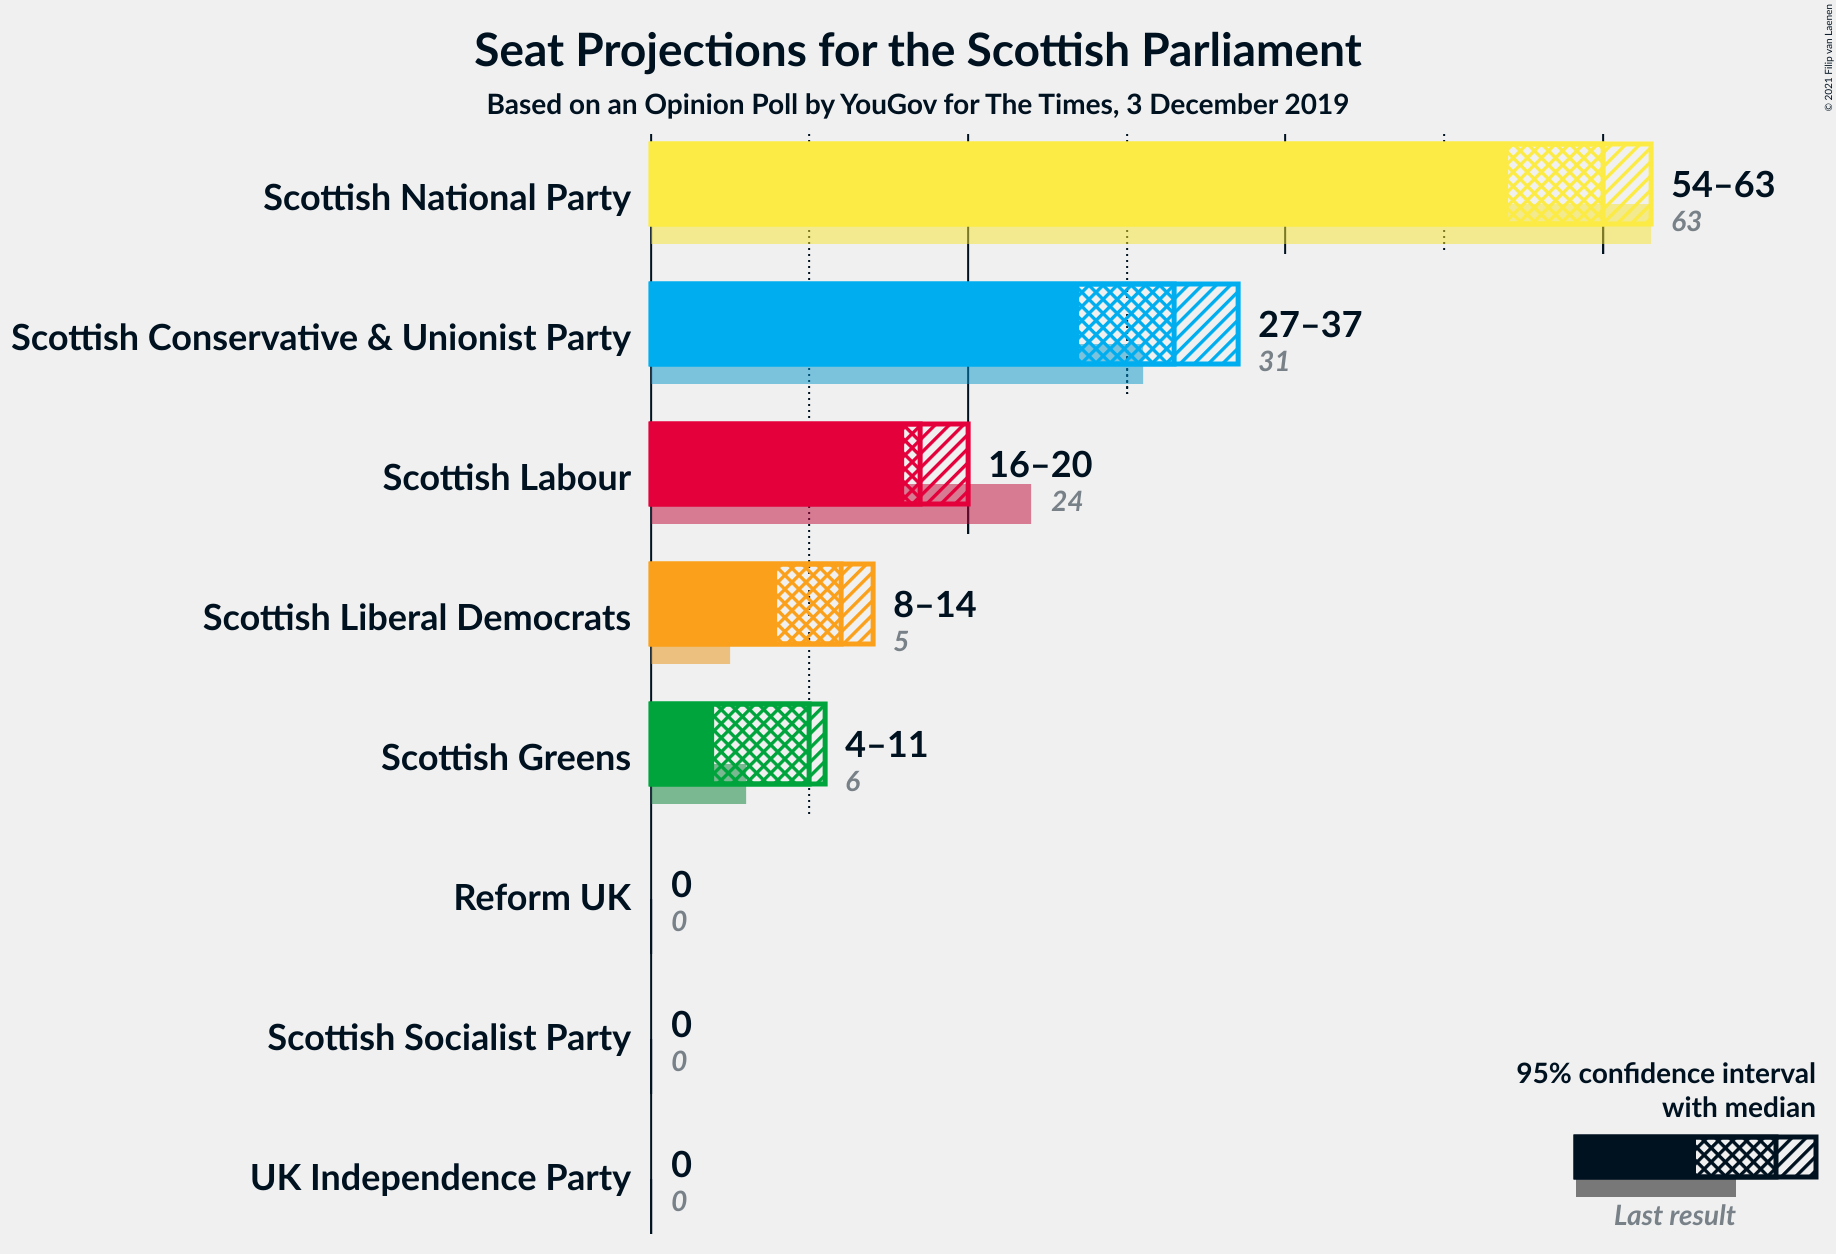 Seat Projections for the Scottish Parliament
Based on an Opinion Poll by YouGov for The Times, 3 December 2019
© 2021 Filip van Laenen
Scottish National Party
54–63
63
Scottish Conservative & Unionist Party
27–37
31
Scottish Labour
16–20
24
Scottish Liberal Democrats
8–14
5
Scottish Greens
4–11
6
Reform UK
0
0
Scottish Socialist Party
0
0
UK Independence Party
0
0
95% confidence interval
with median
Last result